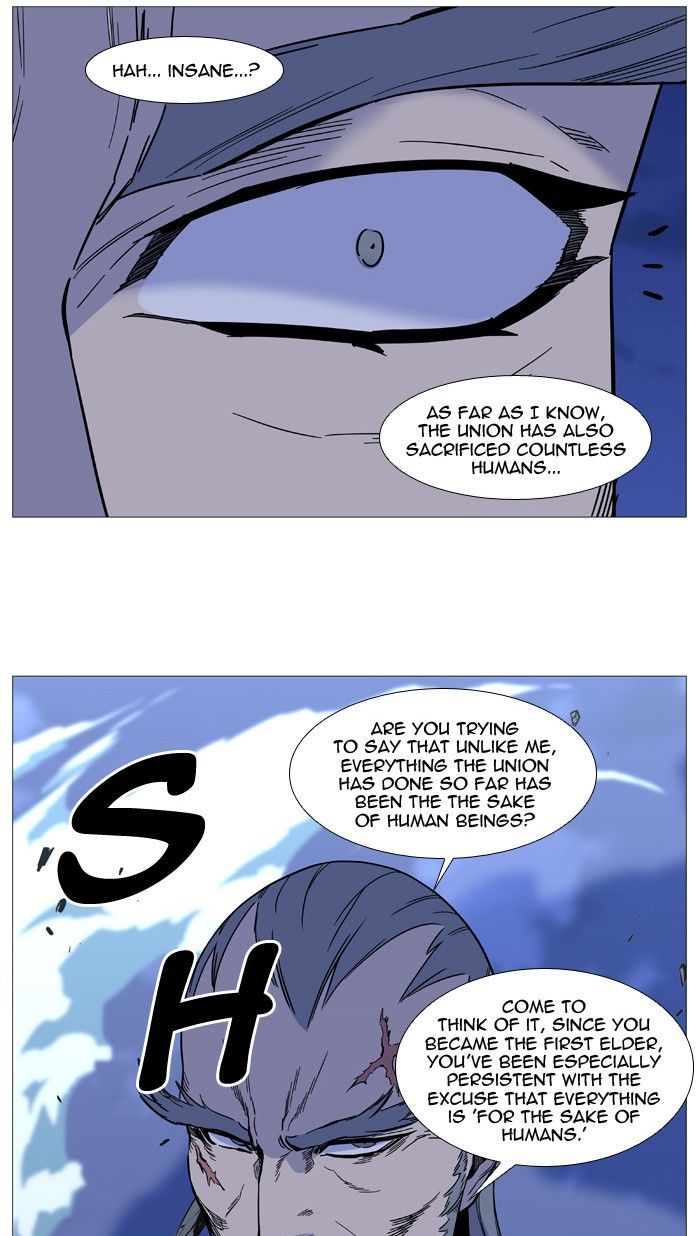 HAH... INSANE...?
AS FAR AS I KNOW,
THE UNION HAS ALSO
SACRIFICED COUNTLESS
HUMANS...
ARE YOU TRYING
TO SAY THAT UNLIKE ME,
EVERYTHING THE UNION
HAS DONE SO FAR HAS
BEEN THE THE SAKE
OF HUMAN BEINGS?
S
H
COME TO
THINK OF IT, SINCE YOU
BECAME THE FIRST ELDER,
YOU'VE BEEN ESPECIALLY
PERSISTENT WITH THE
EXCUSE THAT EVERYTHING
IS 'FOR THE SAKE OF
HUMANS.'